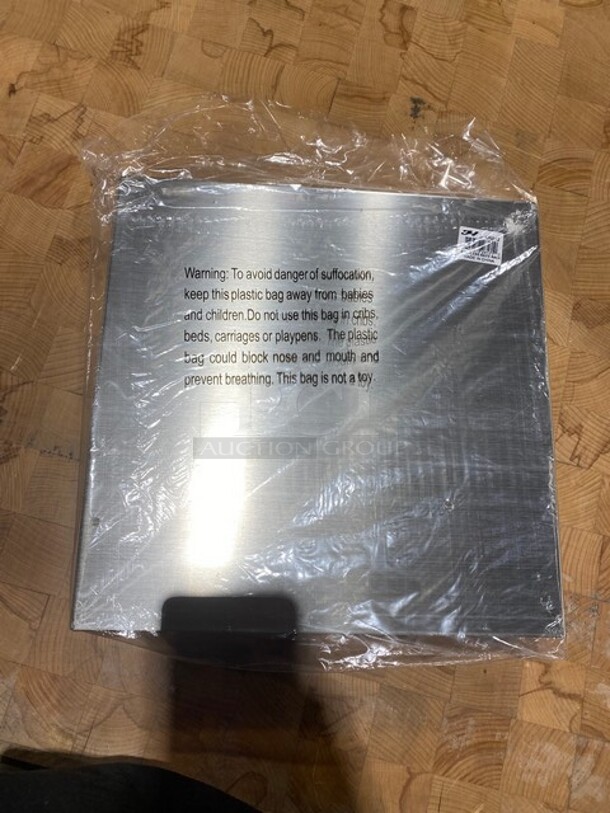 Warning: To avoid danger of suffocation,
keep this plastic bag away from babies
and children.Do not use this bag in cribs,
beds, carriages or playpens. The plastic
bag could block nose and mouth and
prevent breathing. This bag is not a toy.
AUCTION GROUP